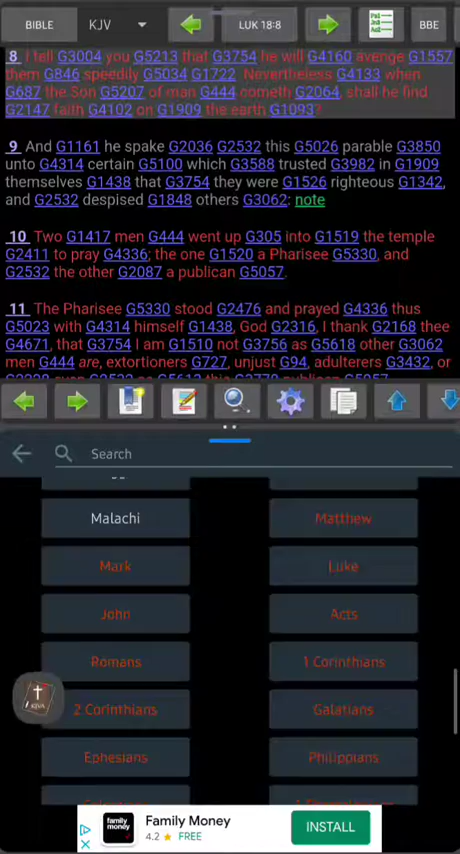 BIBLE KJV LUK 18:8 BBE
8 I tell G3004 you G5213 that G3754 he will G4160 avenge G1557
them G846 speedily G5034 G1722. Nevertheless G4133 when
G687 the Son G5207 of man G444 cometh G2064, shall he find
G2147 faith G4102 on G1909 the earth G1093?
9 And G1161 he spake G2036 G2532 this G5026 parable G3850
unto G4314 certain G5100 which G3588 trusted G3982 in G1909
themselves G1438 that G3754 they were G1526 righteous G1342,
and G2532 despised G1848 others G3062: note
10 Two G1417 men G444 went up G305 into G1519 the temple
G2411 to pray G4336; the one G1520 a Pharisee G5330, and
G2532 the other G2087 a publican G5057.
11 The Pharisee G5330 stood G2476 and prayed G4336 thus
G5023 with G4314 himself G1438, God G2316, I thank G2168 thee
G4671, that G3754 I am G1510 not G3756 as G5618 other G3062
men G444 are, extortioners G727, unjust G94, adulterers G3432, or
Search
Malachi Matthew
Mark Luke
John Acts
Romans 1 Corinthians
KJVA
2 Corinthians Galatians
Ephesians Philippians
family money
Family Money
4.2 ★ FREE
INSTALL